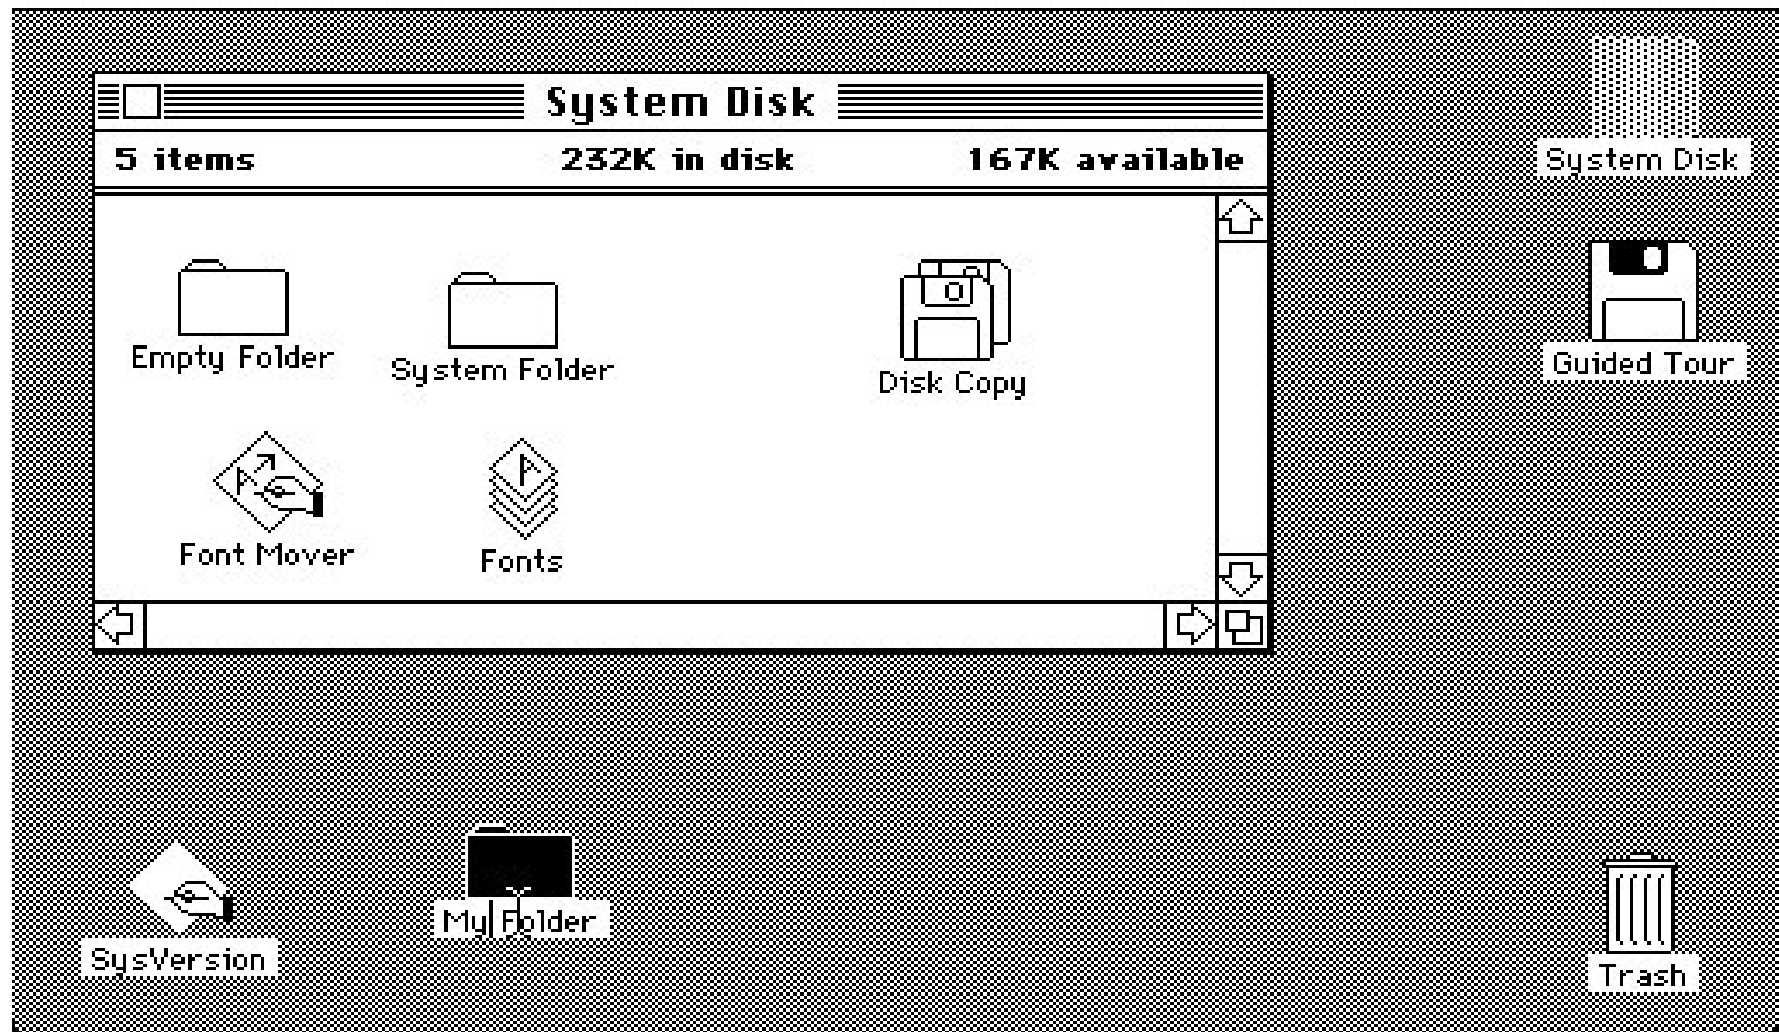 System Disk
5 items 232K in disk 167K available
System Disk
Empty Folder
System Folder
Disk Copy
Guided Tour
Font Mover
Fonts
SysVersion
My Folder
Trash